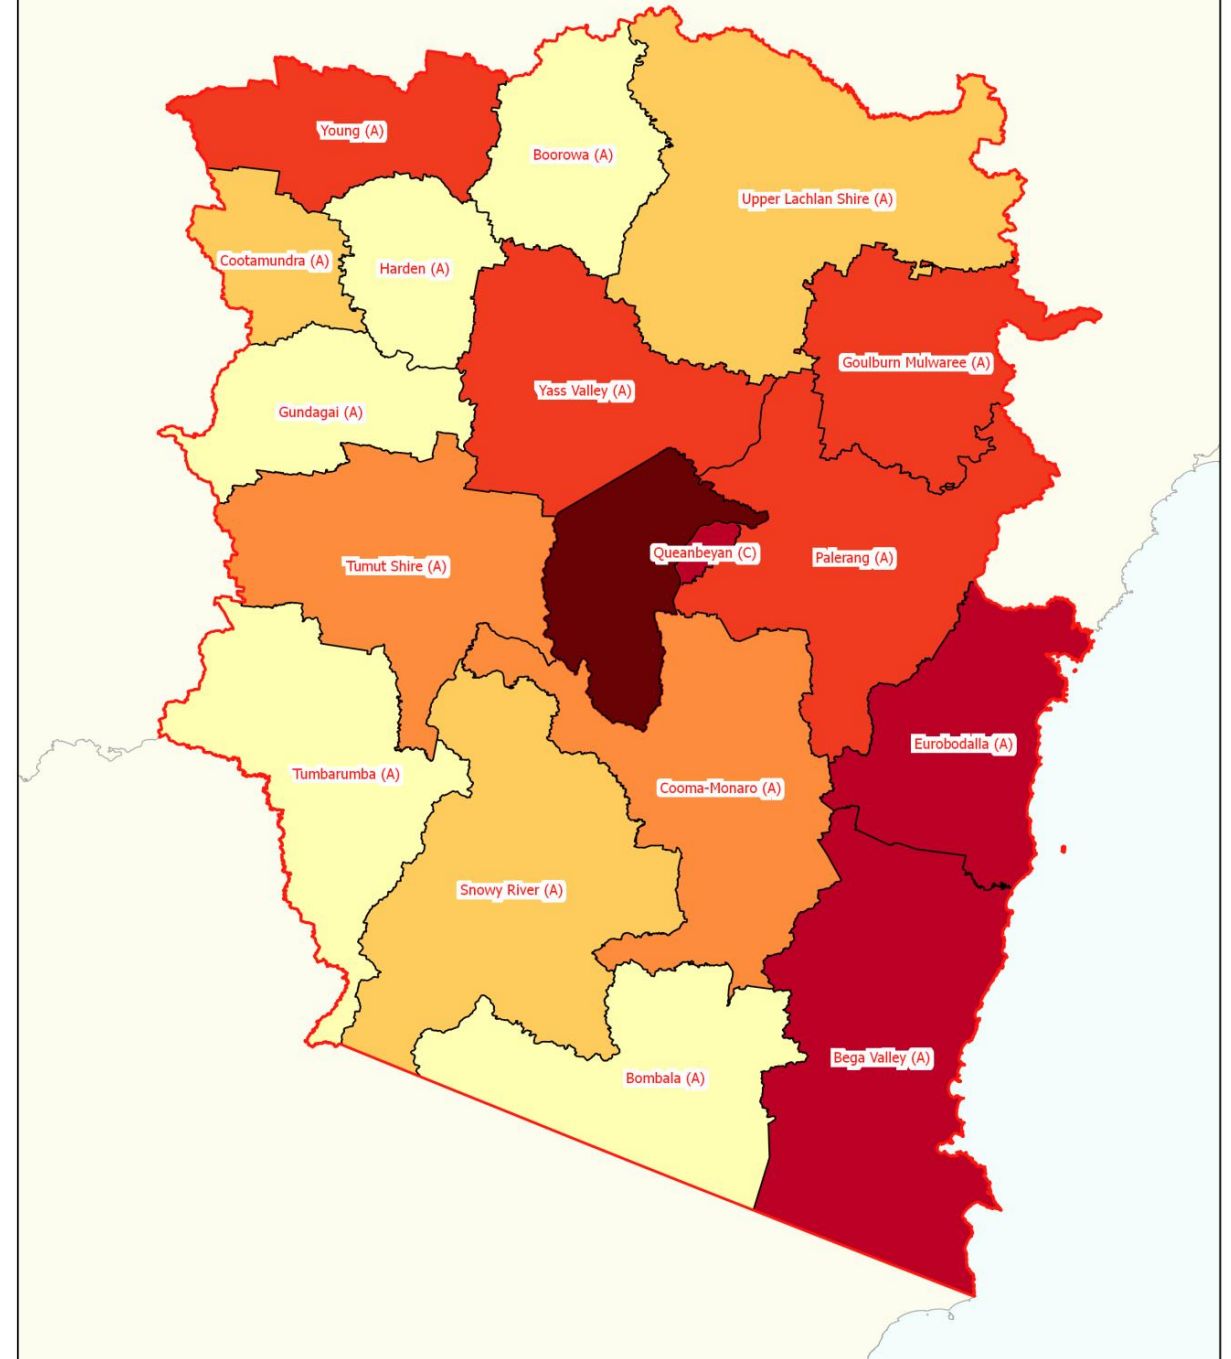 Young (A)
Boorowa (A)
Upper Lachlan Shire (A)
Cootamundra (A)
Harden (A)
Goulburn Mulwaree (A)
Yass Valley (A)
Gundagai (A)
Queanbeyan (C)
Palerang (A)
Tumut Shire (A)
Eurobodalla (A)
Tumbarumba (A)
Cooma-Monaro (A)
Snowy River (A)
Bega Valley (A)
Bombala (A)